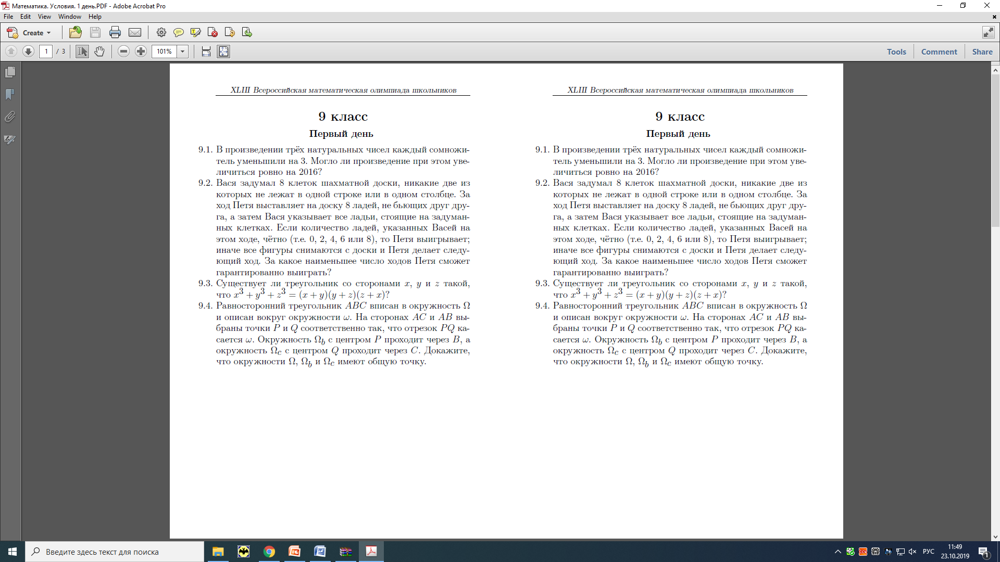 Математика. Условия. 1 день.PDF - Adobe Acrobat Pro
File Edit View Window Help
Create
1 / 3 101% Tools Comment Share
XLIII Всероссийская математическая олимпиада школьников
9 класс
Первый день
9.1. В произведении трёх натуральных чисел каждый сомножи-
тель уменьшили на 3. Могло ли произведение при этом уве-
личиться ровно на 2016?
9.2. Вася задумал 8 клеток шахматной доски, никакие две из
которых не лежат в одной строке или в одном столбце. За
ход Петя выставляет на доску 8 ладей, не бьющих друг дру-
га, а затем Вася указывает все ладьи, стоящие на задуман-
ных клетках. Если количество ладей, указанных Васей на
этом ходе, чётно (т.е. 0, 2, 4, 6 или 8), то Петя выигрывает;
иначе все фигуры снимаются с доски и Петя делает следу-
ющий ход. За какое наименьшее число ходов Петя сможет
гарантированно выиграть?
9.3. Существует ли треугольник со сторонами x, y и z такой,
что x³ + y³ + z³ = (x + y)(y + z)(z + x)?
9.4. Равносторонний треугольник ABC вписан в окружность Ω
и описан вокруг окружности ω. На сторонах AC и AB вы-
браны точки P и Q соответственно так, что отрезок PQ ка-
сается ω. Окружность Ω_b с центром P проходит через B, а
окружность Ω_c с центром Q проходит через C. Докажите,
что окружности Ω, Ω_b и Ω_c имеют общую точку.
XLIII Всероссийская математическая олимпиада школьников
9 класс
Первый день
9.1. В произведении трёх натуральных чисел каждый сомножи-
тель уменьшили на 3. Могло ли произведение при этом уве-
личиться ровно на 2016?
9.2. Вася задумал 8 клеток шахматной доски, никакие две из
которых не лежат в одной строке или в одном столбце. За
ход Петя выставляет на доску 8 ладей, не бьющих друг дру-
га, а затем Вася указывает все ладьи, стоящие на задуман-
ных клетках. Если количество ладей, указанных Васей на
этом ходе, чётно (т.е. 0, 2, 4, 6 или 8), то Петя выигрывает;
иначе все фигуры снимаются с доски и Петя делает следу-
ющий ход. За какое наименьшее число ходов Петя сможет
гарантированно выиграть?
9.3. Существует ли треугольник со сторонами x, y и z такой,
что x³ + y³ + z³ = (x + y)(y + z)(z + x)?
9.4. Равносторонний треугольник ABC вписан в окружность Ω
и описан вокруг окружности ω. На сторонах AC и AB вы-
браны точки P и Q соответственно так, что отрезок PQ ка-
сается ω. Окружность Ω_b с центром P проходит через B, а
окружность Ω_c с центром Q проходит через C. Докажите,
что окружности Ω, Ω_b и Ω_c имеют общую точку.
Введите здесь текст для поиска
РУС
11:49
23.10.2019
1